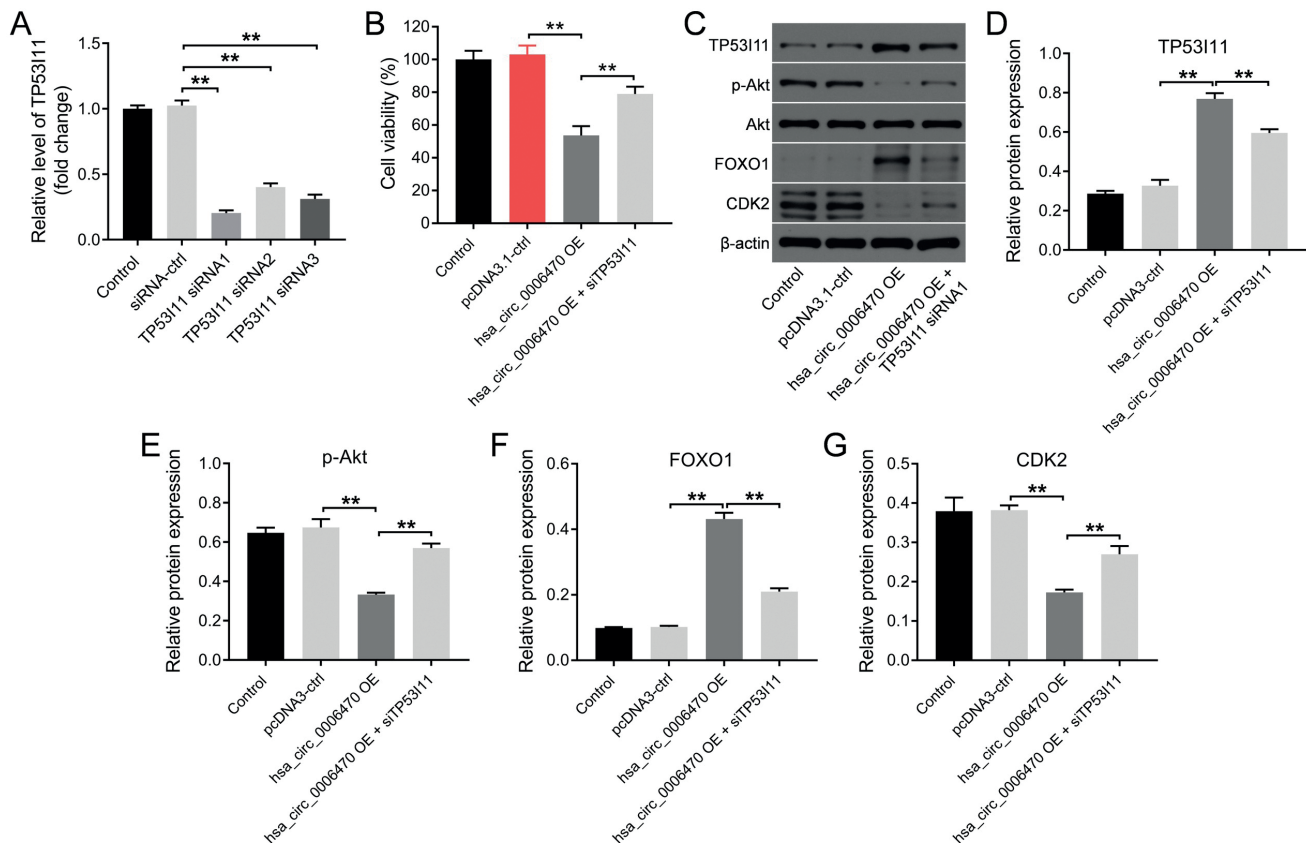 A
Relative level of TP53I11
(fold change)
1.5
1.0
0.5
0.0
**
**
**
Control
siRNA-ctrl
TP53I11 siRNA1
TP53I11 siRNA2
TP53I11 siRNA3
B
Cell viability (%)
120
100
80
60
40
20
0
**
**
Control
pcDNA3.1-ctrl
hsa_circ_0006470 OE
hsa_circ_0006470 OE + siTP53I11
C
TP53I11
p-Akt
Akt
FOXO1
CDK2
β-actin
Control
pcDNA3.1-ctrl
hsa_circ_0006470 OE
hsa_circ_0006470 OE +
TP53I11 siRNA1
D
TP53I11
Relative protein expression
1.0
0.8
0.6
0.4
0.2
0.0
**
**
Control
pcDNA3-ctrl
hsa_circ_0006470 OE
hsa_circ_0006470 OE + siTP53I11
E
p-Akt
Relative protein expression
1.0
0.8
0.6
0.4
0.2
0.0
**
**
Control
pcDNA3-ctrl
hsa_circ_0006470 OE
hsa_circ_0006470 OE + siTP53I11
F
FOXO1
Relative protein expression
0.6
0.4
0.2
0.0
**
**
Control
pcDNA3-ctrl
hsa_circ_0006470 OE
hsa_circ_0006470 OE + siTP53I11
G
CDK2
Relative protein expression
0.5
0.4
0.3
0.2
0.1
0.0
**
**
Control
pcDNA3-ctrl
hsa_circ_0006470 OE
hsa_circ_0006470 OE + siTP53I11